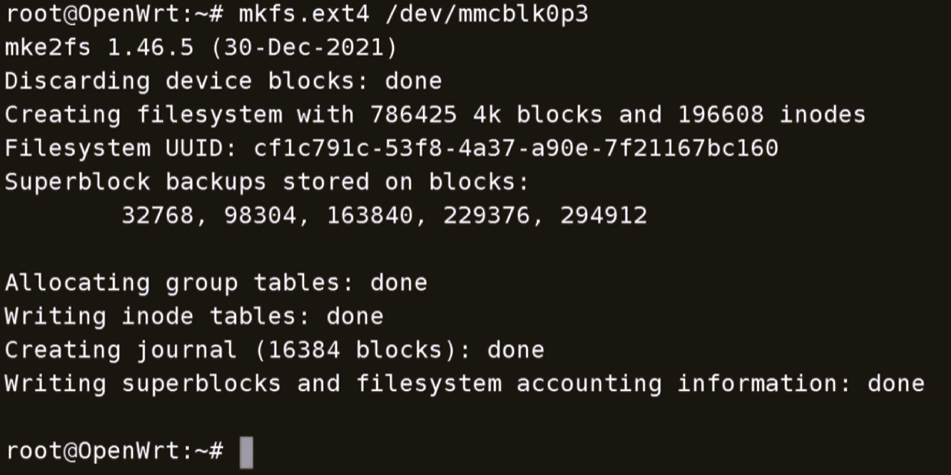 root@OpenWrt:~# mkfs.ext4 /dev/mmcblk0p3
mke2fs 1.46.5 (30-Dec-2021)
Discarding device blocks: done
Creating filesystem with 786425 4k blocks and 196608 inodes
Filesystem UUID: cf1c791c-53f8-4a37-a90e-7f21167bc160
Superblock backups stored on blocks:
32768, 98304, 163840, 229376, 294912
Allocating group tables: done
Writing inode tables: done
Creating journal (16384 blocks): done
Writing superblocks and filesystem accounting information: done
root@OpenWrt:~#